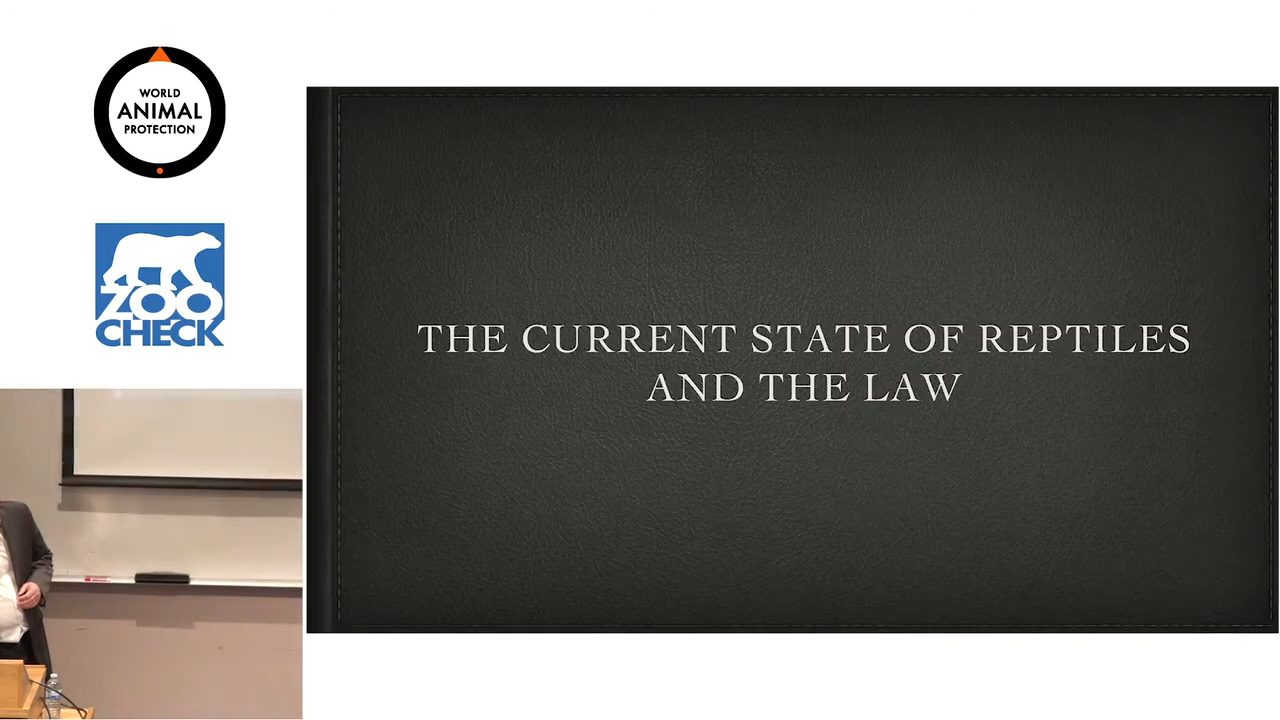 WORLD
ANIMAL
PROTECTION
ZOO
CHECK
THE CURRENT STATE OF REPTILES
AND THE LAW